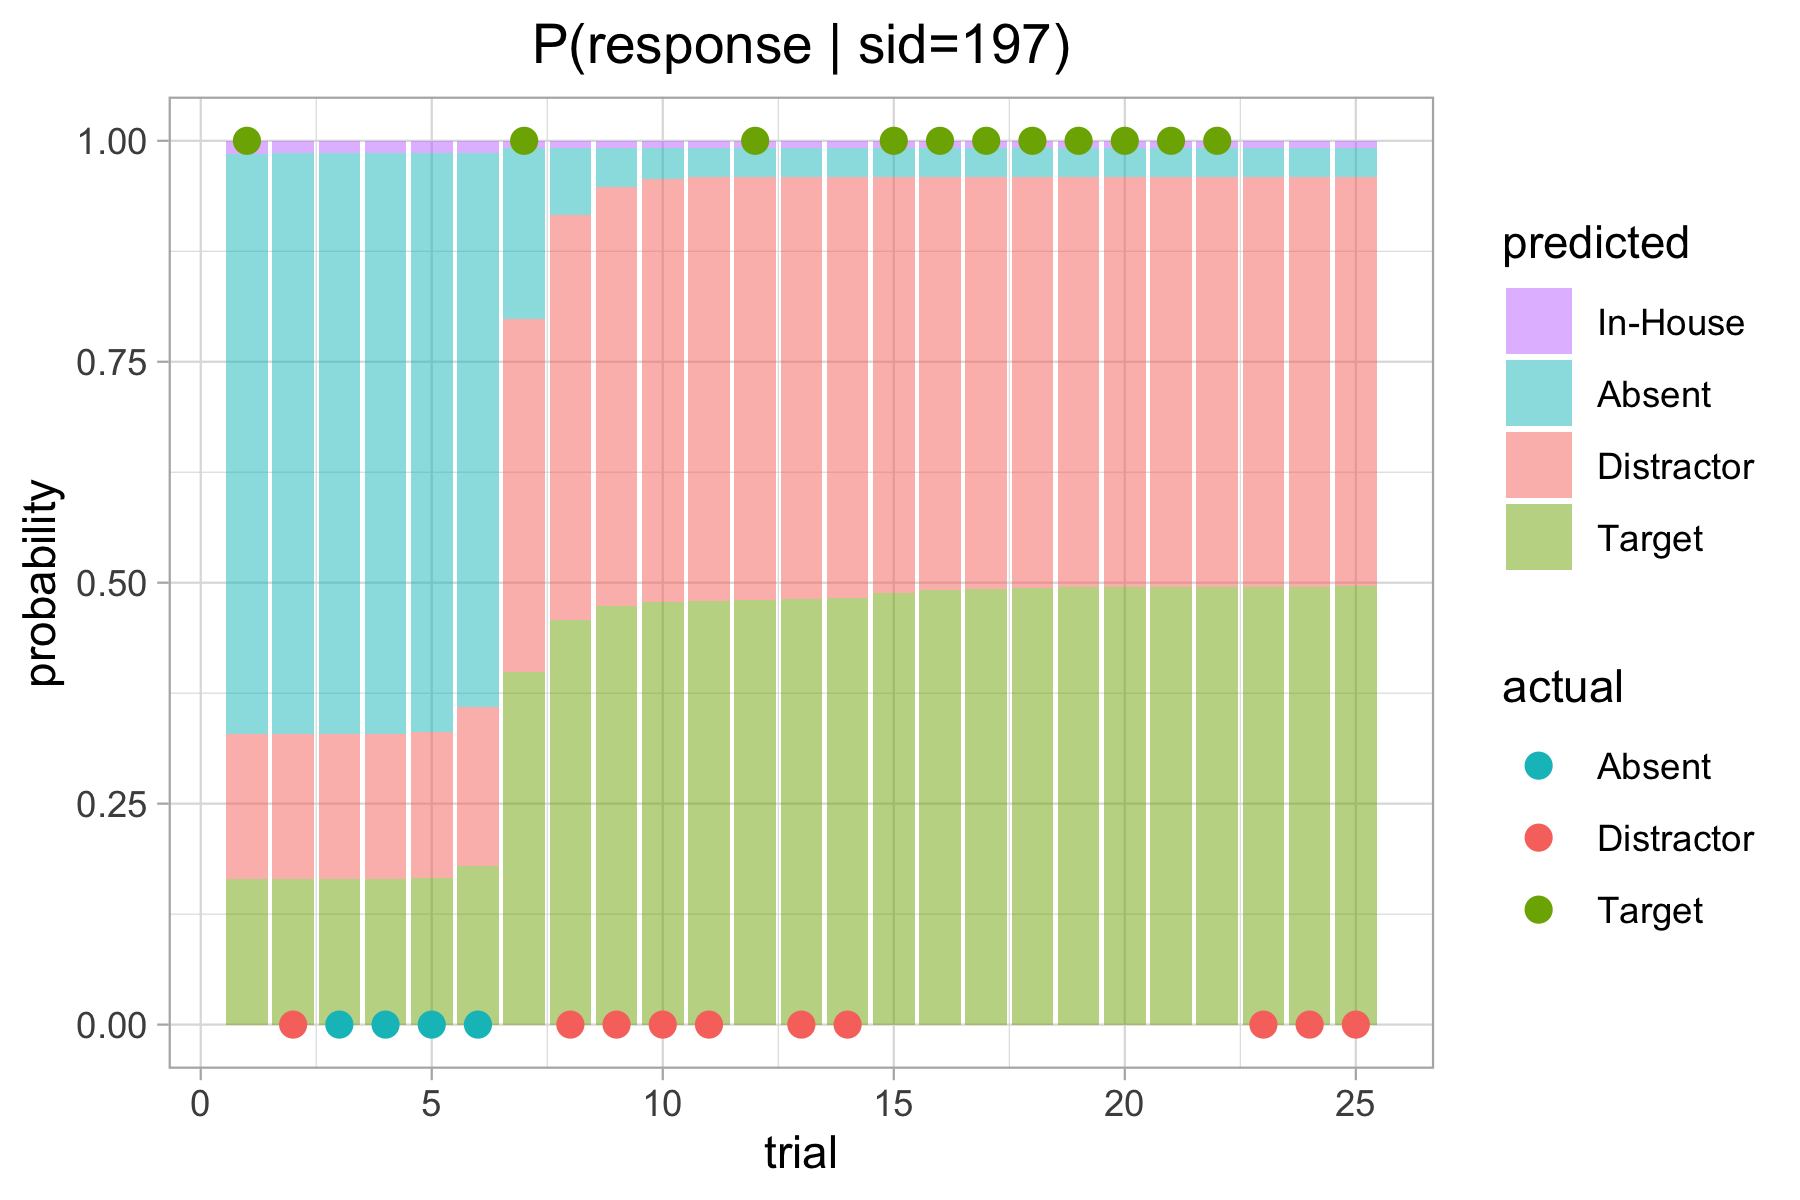 P(response | sid=197)
1.00
0.75
0.50
0.25
0.00
probability
0 5 10 15 20 25
trial
predicted
In-House
Absent
Distractor
Target
actual
Absent
Distractor
Target